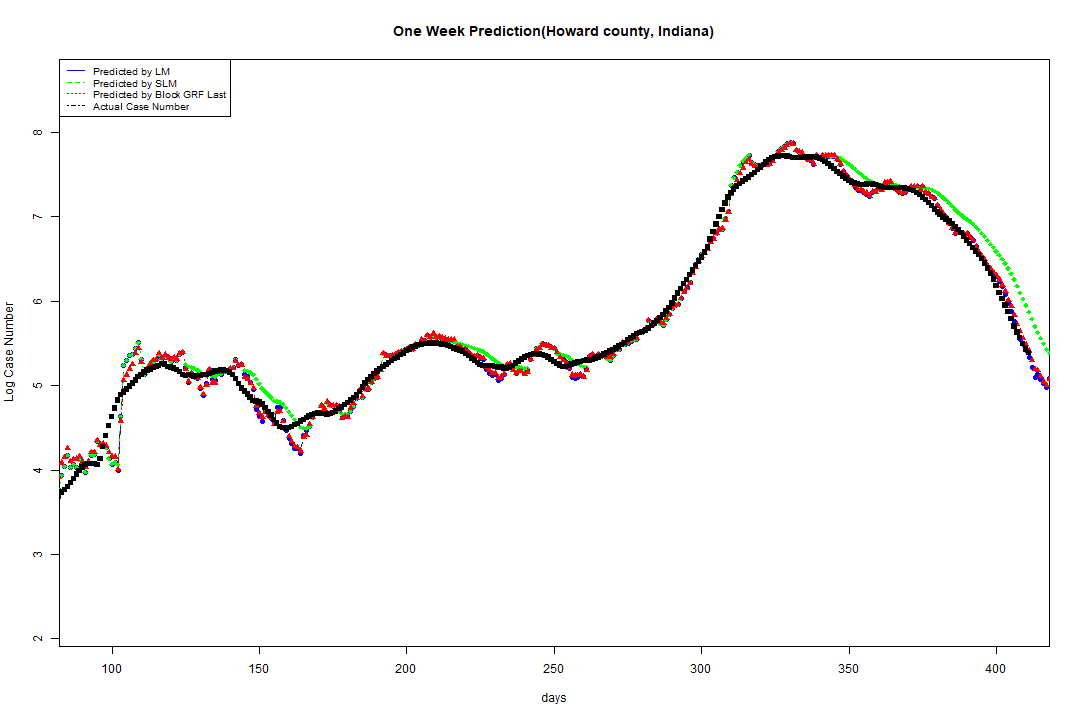 One Week Prediction(Howard county, Indiana)
Predicted by LM
Predicted by SLM
Predicted by Block GRF Last
Actual Case Number
8
7
6
5
4
3
2
Log Case Number
100 150 200 250 300 350 400
days